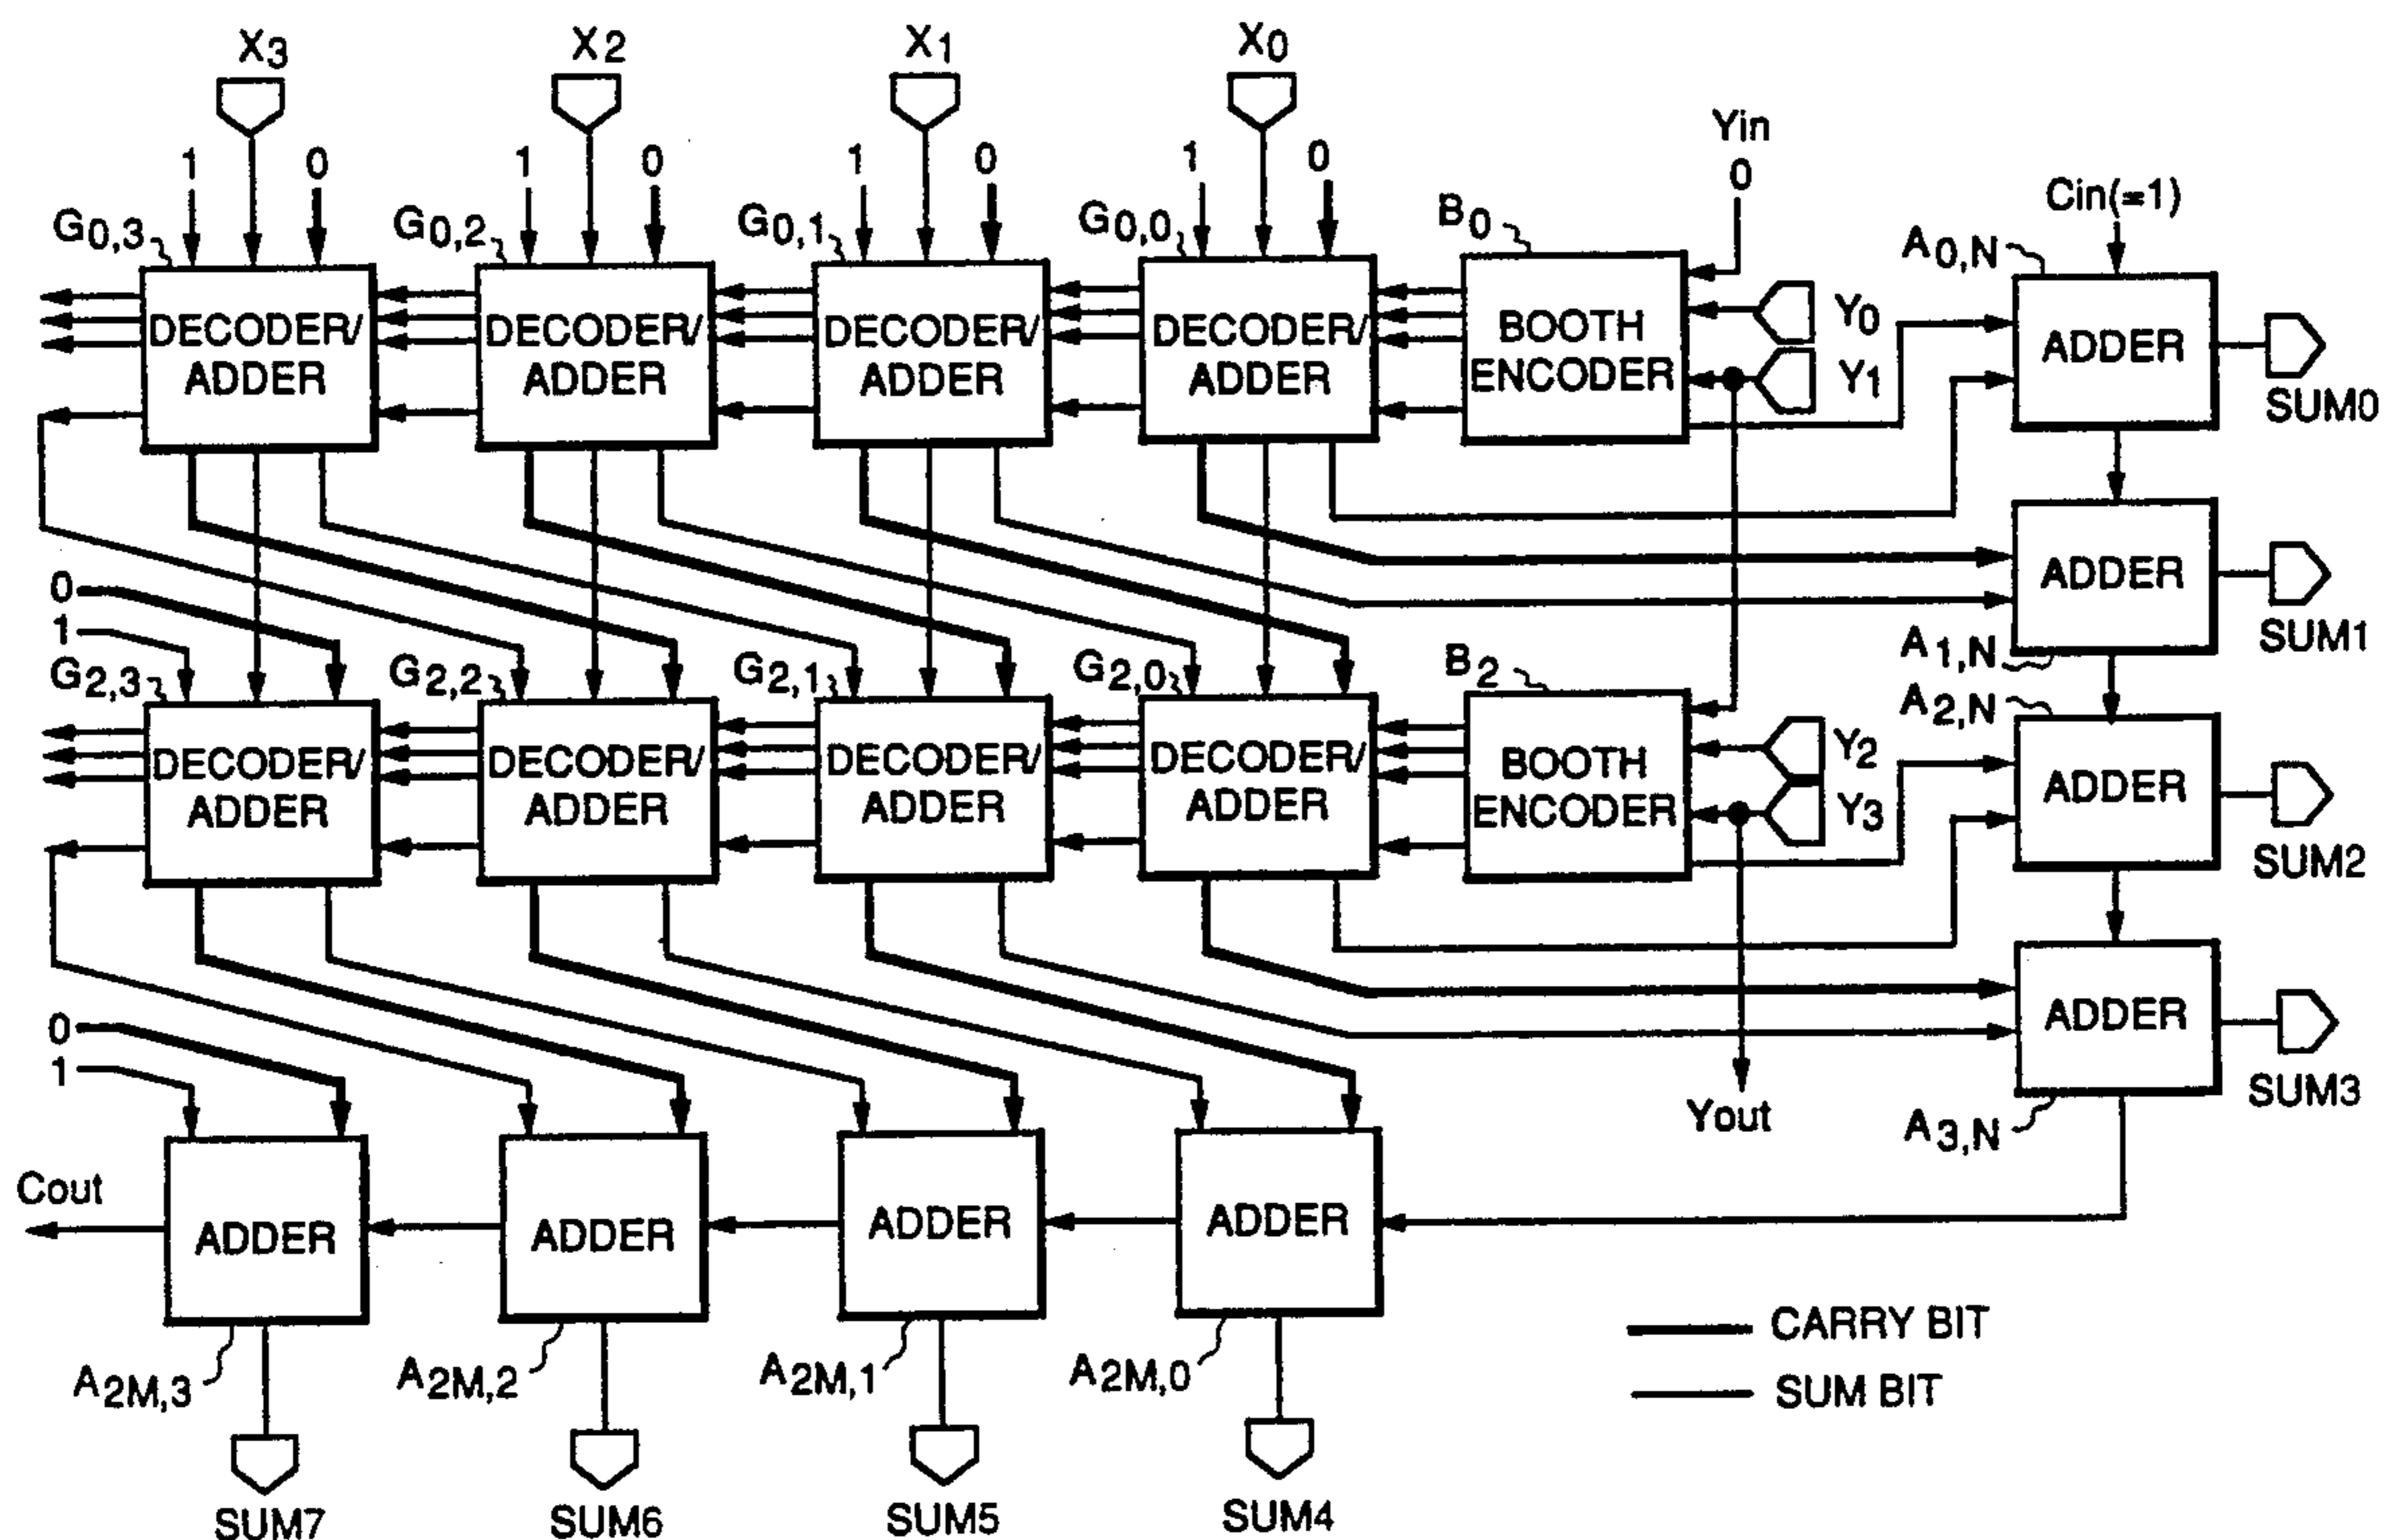 X3 X2 X1 X0
Yin
1 0 1 0 1 0 1 0 0
Cin(=1)
G0,3 G0,2 G0,1 G0,0 B0 A0,N
DECODER/ADDER DECODER/ADDER DECODER/ADDER DECODER/ADDER BOOTH ENCODER ADDER
Y0
Y1
SUM0
ADDER
0
1
SUM1
A1,N
G2,3 G2,2 G2,1 G2,0 B2 A2,N
DECODER/ADDER DECODER/ADDER DECODER/ADDER DECODER/ADDER BOOTH ENCODER ADDER
Y2
Y3
SUM2
0
1
ADDER
SUM3
Yout
A3,N
Cout
ADDER ADDER ADDER ADDER
A2M,3 A2M,2 A2M,1 A2M,0
CARRY BIT
SUM BIT
SUM7 SUM6 SUM5 SUM4